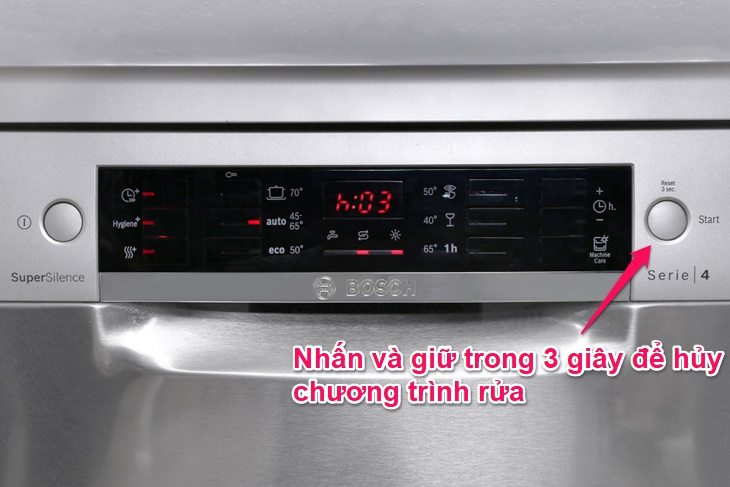 Reset
3 sec.
Start
70°
Hygiene+
auto 45-
65°
eco 50°
h:03
50°
40°
65° 1h
+
h.
−
Machine
Care
SuperSilence
BOSCH
Serie | 4
Nhấn và giữ trong 3 giây để hủy
chương trình rửa